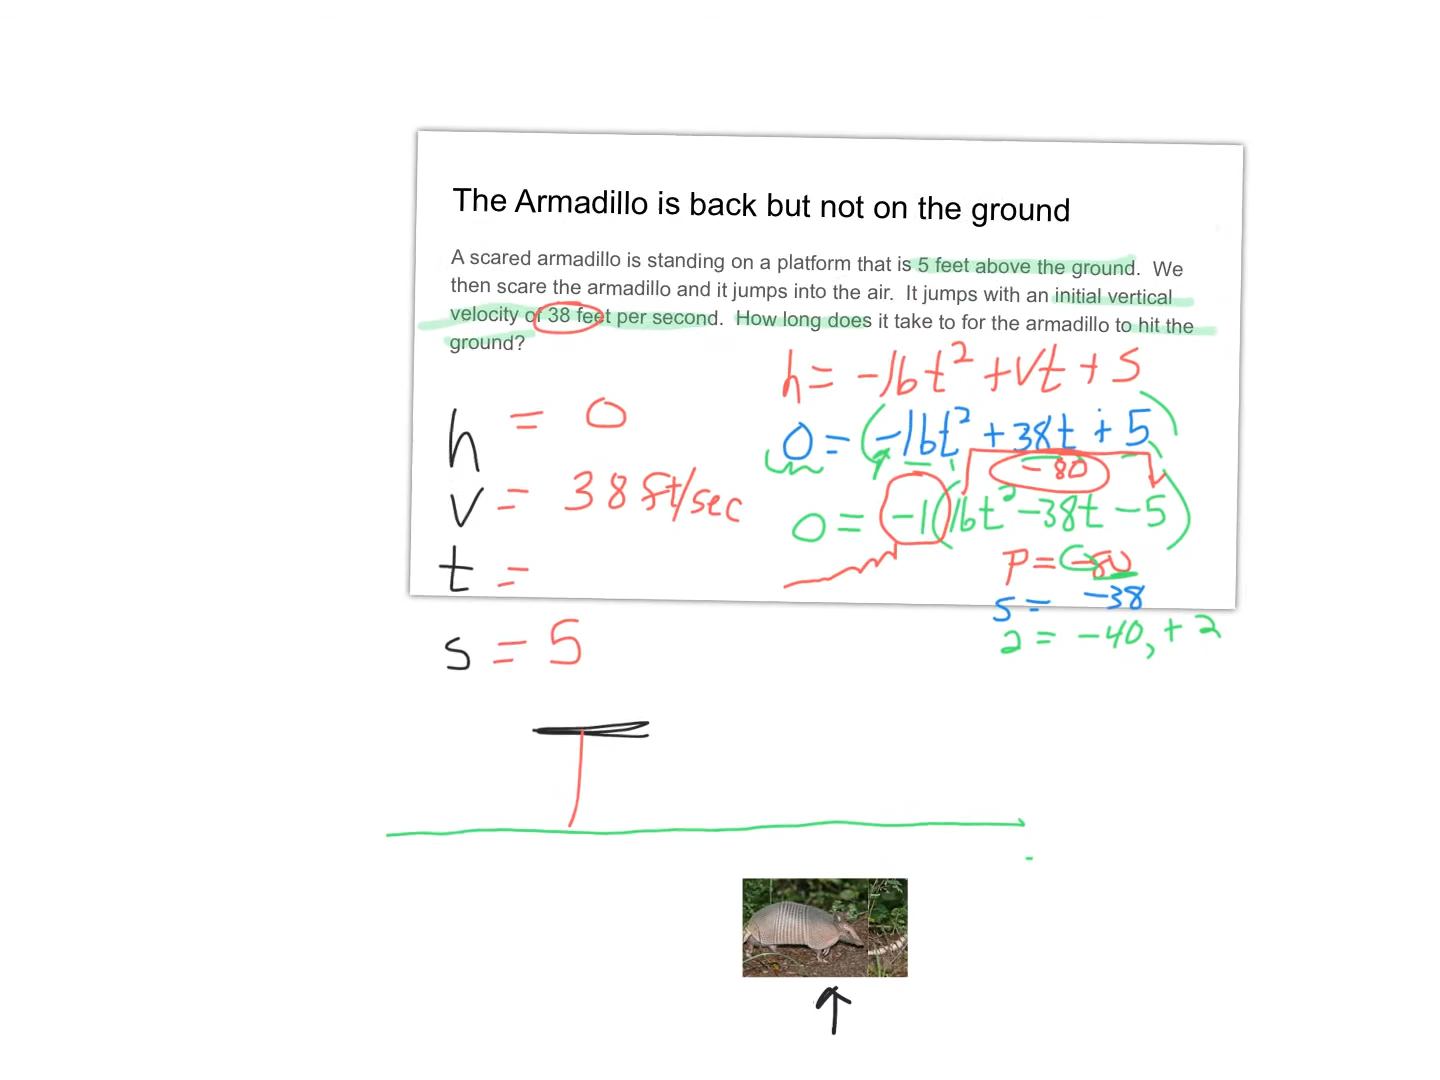 The Armadillo is back but not on the ground
A scared armadillo is standing on a platform that is 5 feet above the ground. We
then scare the armadillo and it jumps into the air. It jumps with an initial vertical
velocity of 38 feet per second. How long does it take to for the armadillo to hit the
ground?
h = -16t² + vt + s
h = 0
0 = (-16t² + 38t + 5)
-80
v = 38 ft/sec
0 = -1(16t² - 38t - 5)
t =
P = -80
S = -38
2 = -40, +2
s = 5